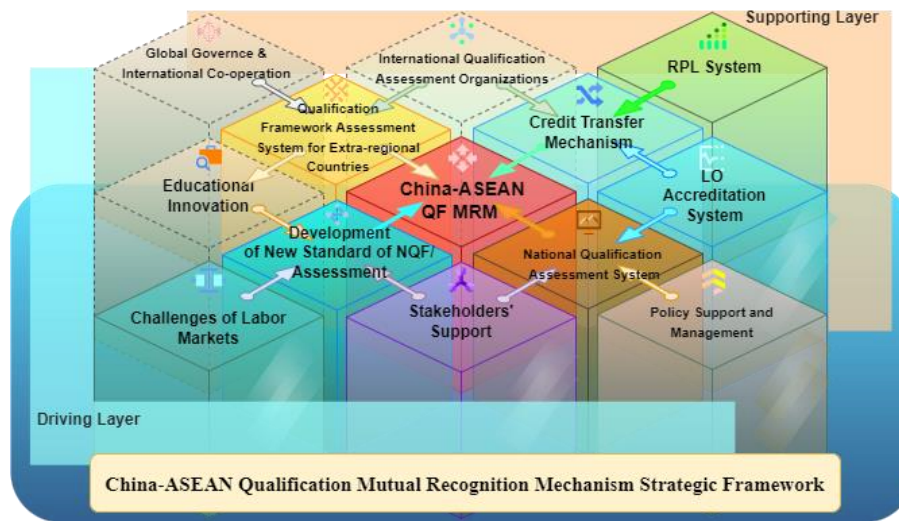 Supporting Layer
Global Governce &
International Co-operation
International Qualification
Assessment Organizations
RPL System
Qualification
Framework Assessment
System for Extra-regional
Countries
Credit Transfer
Mechanism
Educational
Innovation
China-ASEAN
QF MRM
LO
Accreditation
System
Development
of New Standard of NQF/
Assessment
National Qualification
Assessment System
Challenges of Labor
Markets
Stakeholders'
Support
Policy Support and
Management
Driving Layer
China-ASEAN Qualification Mutual Recognition Mechanism Strategic Framework